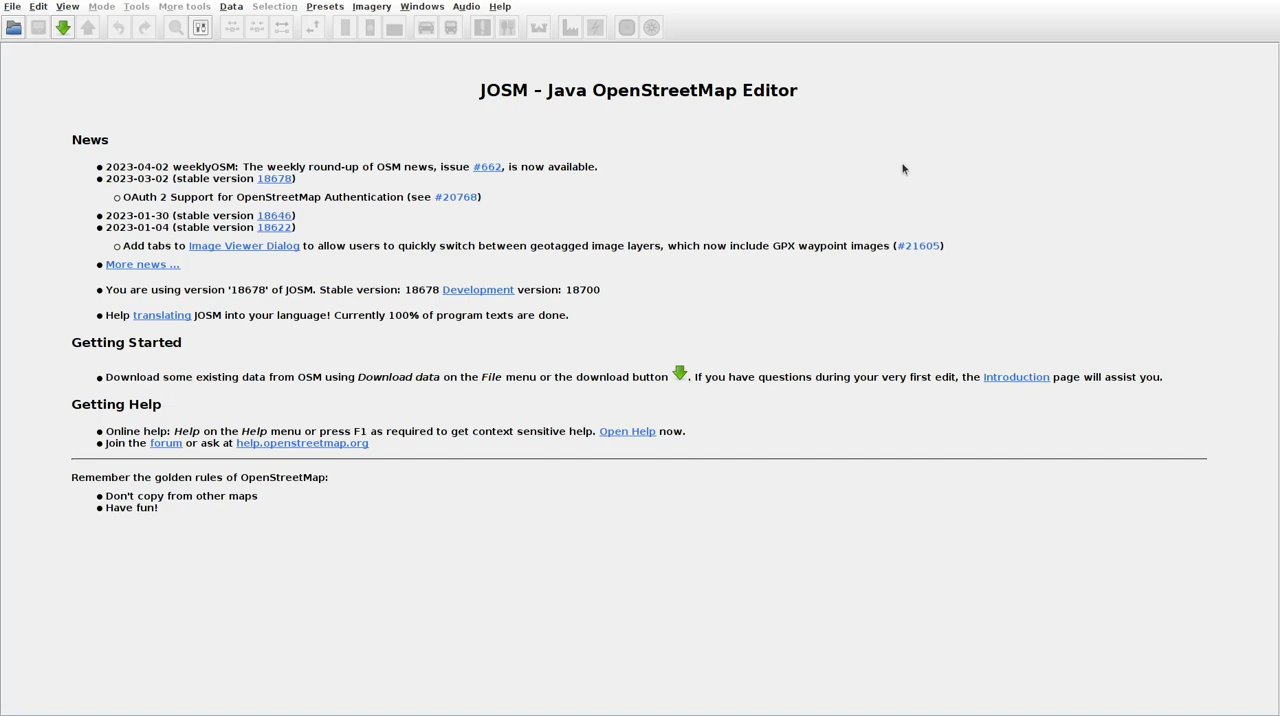 File Edit View Mode Tools More tools Data Selection Presets Imagery Windows Audio Help
JOSM – Java OpenStreetMap Editor
News
2023-04-02 weeklyOSM: The weekly round-up of OSM news, issue #662, is now available.
2023-03-02 (stable version 18678)
OAuth 2 Support for OpenStreetMap Authentication (see #20768)
2023-01-30 (stable version 18646)
2023-01-04 (stable version 18622)
Add tabs to Image Viewer Dialog to allow users to quickly switch between geotagged image layers, which now include GPX waypoint images (#21605)
More news ...
You are using version '18678' of JOSM. Stable version: 18678 Development version: 18700
Help translating JOSM into your language! Currently 100% of program texts are done.
Getting Started
Download some existing data from OSM using Download data on the File menu or the download button . If you have questions during your very first edit, the Introduction page will assist you.
Getting Help
Online help: Help on the Help menu or press F1 as required to get context sensitive help. Open Help now.
Join the forum or ask at help.openstreetmap.org
Remember the golden rules of OpenStreetMap:
Don't copy from other maps
Have fun!